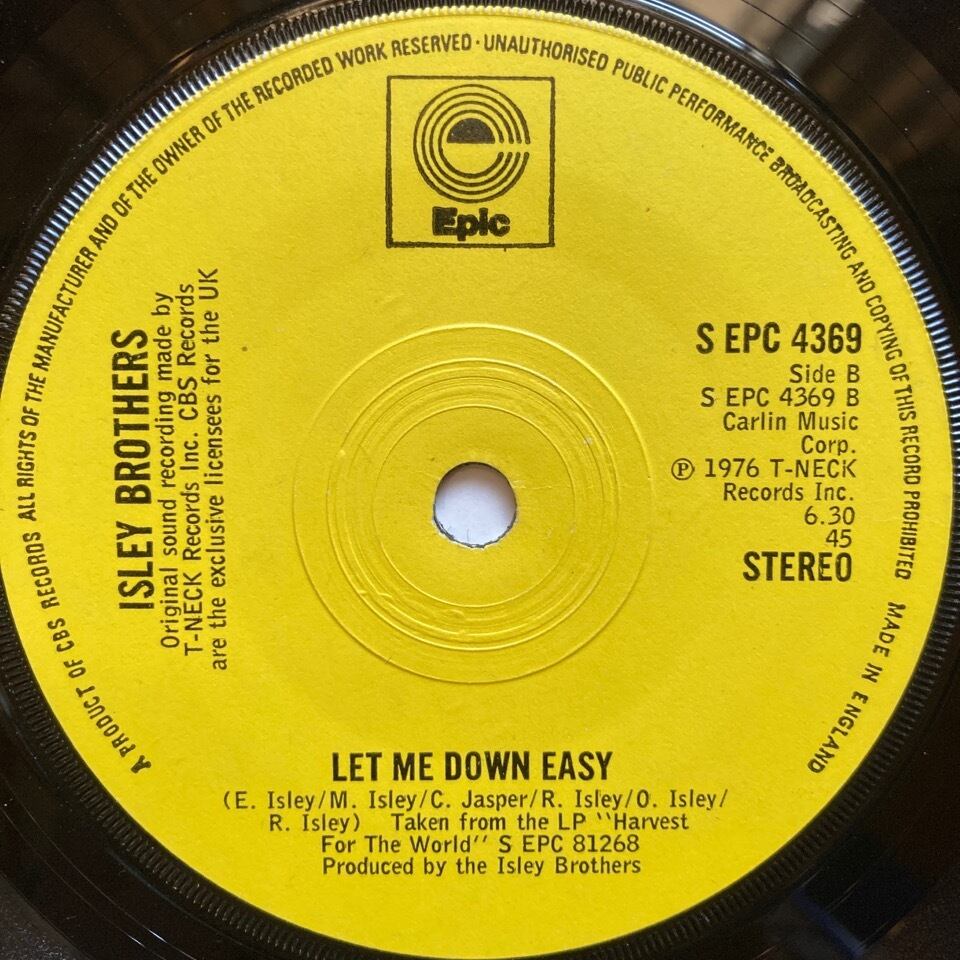 A PRODUCT OF CBS RECORDS ALL RIGHTS OF THE MANUFACTURER AND OF THE OWNER OF THE RECORDED WORK RESERVED · UNAUTHORISED PUBLIC PERFORMANCE BROADCASTING AND COPYING OF THIS RECORD PROHIBITED MADE IN ENGLAND
Epic
ISLEY BROTHERS
Original sound recording made by
T-NECK Records Inc. CBS Records
are the exclusive licensees for the UK
S EPC 4369
Side B
S EPC 4369 B
Carlin Music
Corp.
℗ 1976 T-NECK
Records Inc.
6.30
45
STEREO
LET ME DOWN EASY
(E. Isley/M. Isley/C. Jasper/R. Isley/O. Isley/
R. Isley) Taken from the LP ''Harvest
For The World'' S EPC 81268
Produced by the Isley Brothers